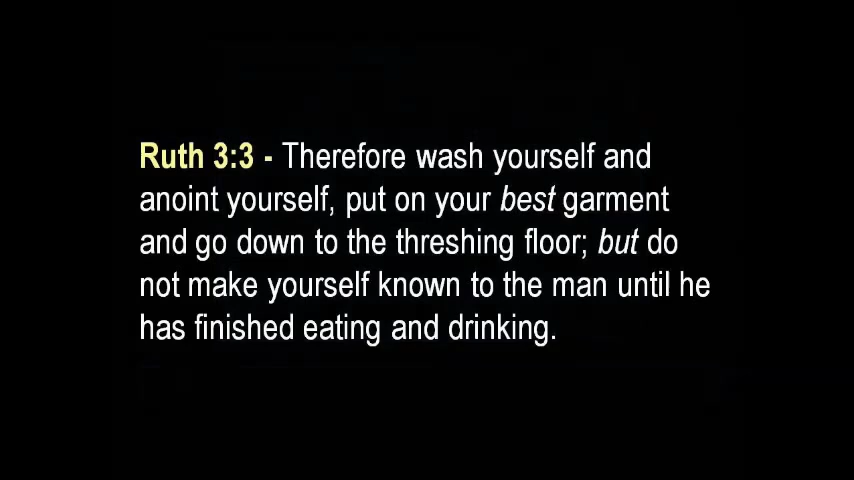 Ruth 3:3 - Therefore wash yourself and
anoint yourself, put on your best garment
and go down to the threshing floor; but do
not make yourself known to the man until he
has finished eating and drinking.